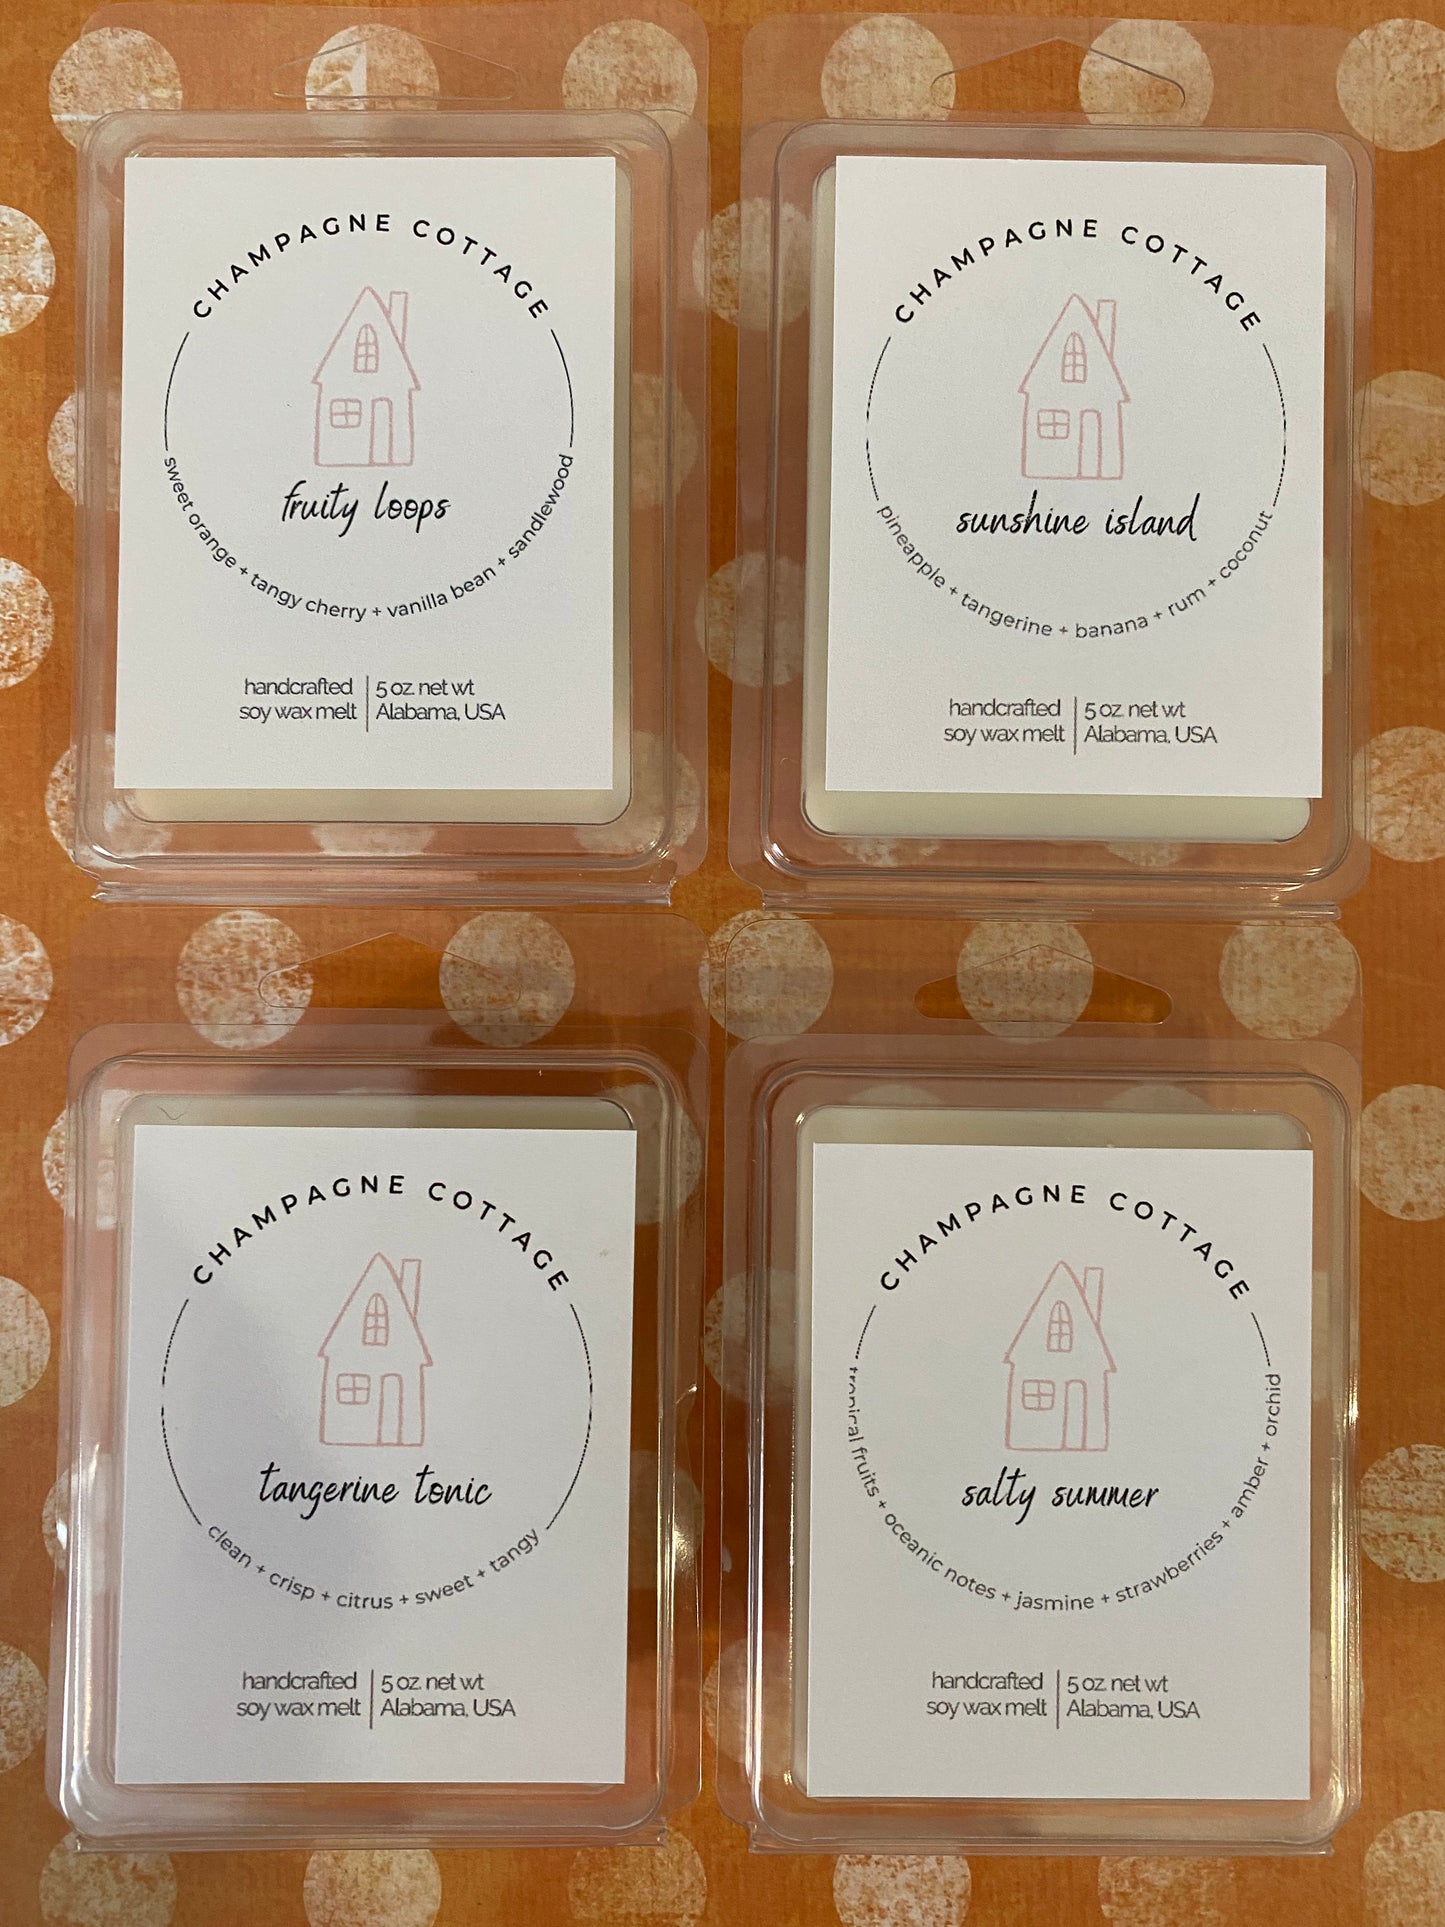 CHAMPAGNE COTTAGE
fruity loops
sweet orange + tangy cherry + vanilla bean + sandlewood
handcrafted | 5 oz. net wt
soy wax melt | Alabama, USA
CHAMPAGNE COTTAGE
sunshine island
pineapple + tangerine + banana + rum + coconut
handcrafted | 5 oz. net wt
soy wax melt | Alabama, USA
CHAMPAGNE COTTAGE
tangerine tonic
clean + crisp + citrus + sweet + tangy
handcrafted | 5 oz. net wt
soy wax melt | Alabama, USA
CHAMPAGNE COTTAGE
salty summer
tropical fruits + oceanic notes + jasmine + strawberries + amber + orchid
handcrafted | 5 oz. net wt
soy wax melt | Alabama, USA